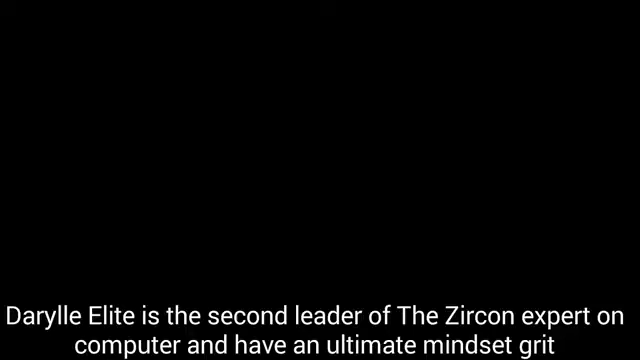 Darylle Elite is the second leader of The Zircon expert on
computer and have an ultimate mindset grit